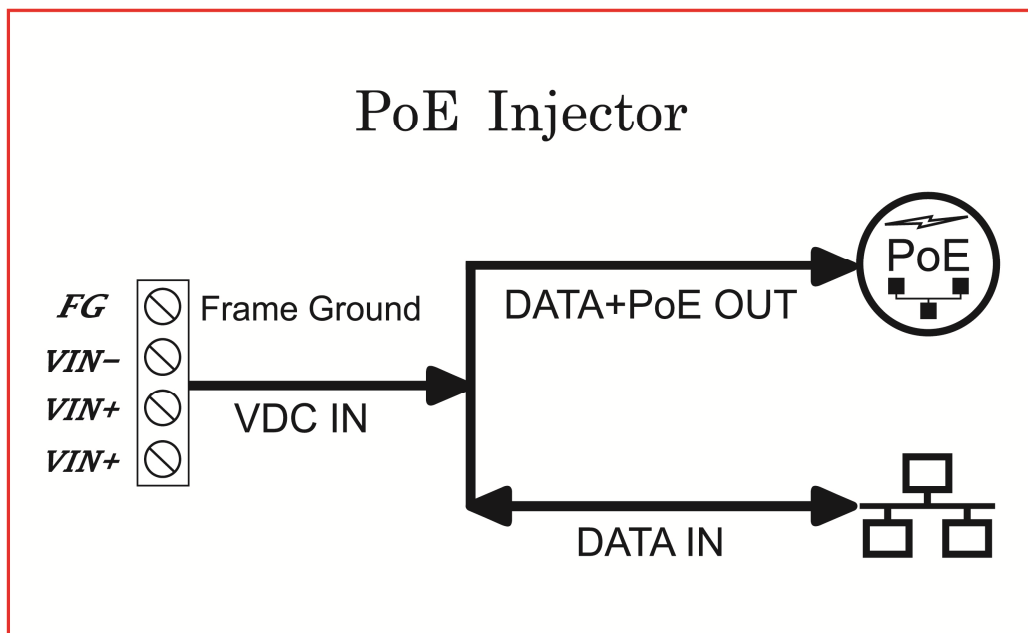 PoE Injector
PoE
DATA+PoE OUT
FG Frame Ground
VIN−
VIN+
VDC IN
VIN+
DATA IN